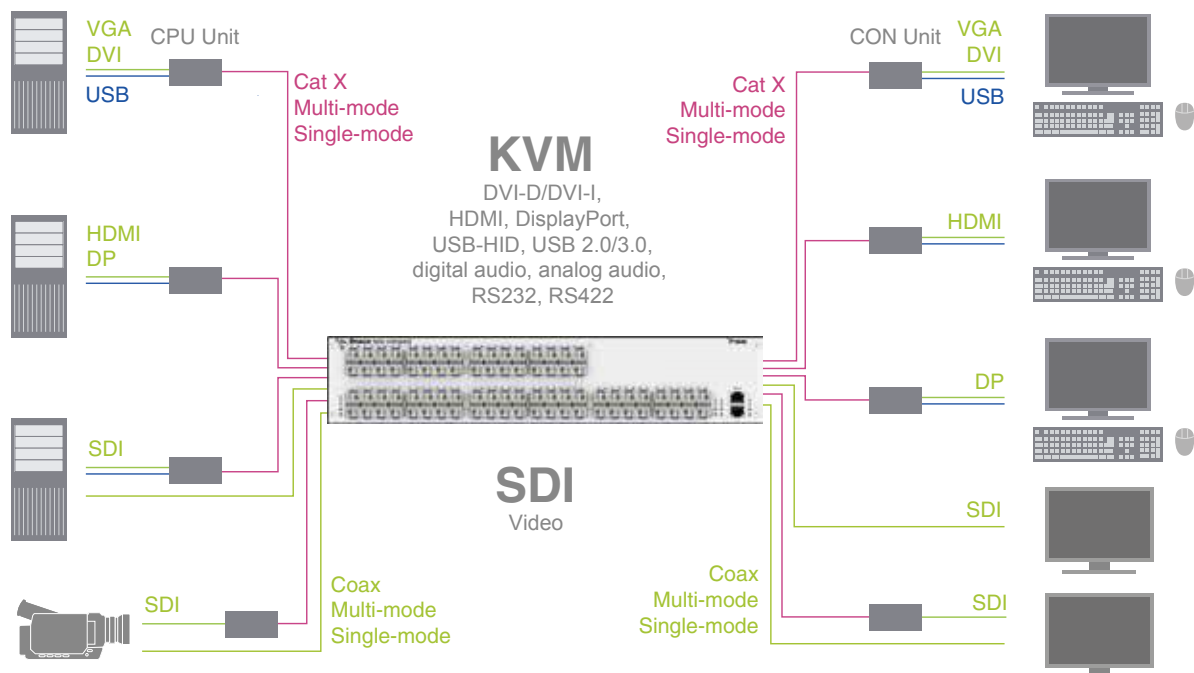 VGA
DVI
USB
CPU Unit
Cat X
Multi-mode
Single-mode
CON Unit
VGA
DVI
USB
Cat X
Multi-mode
Single-mode
KVM
DVI-D/DVI-I,
HDMI, DisplayPort,
USB-HID, USB 2.0/3.0,
digital audio, analog audio,
RS232, RS422
HDMI
DP
HDMI
DP
SDI
SDI
Video
SDI
SDI
Coax
Multi-mode
Single-mode
Coax
Multi-mode
Single-mode
SDI